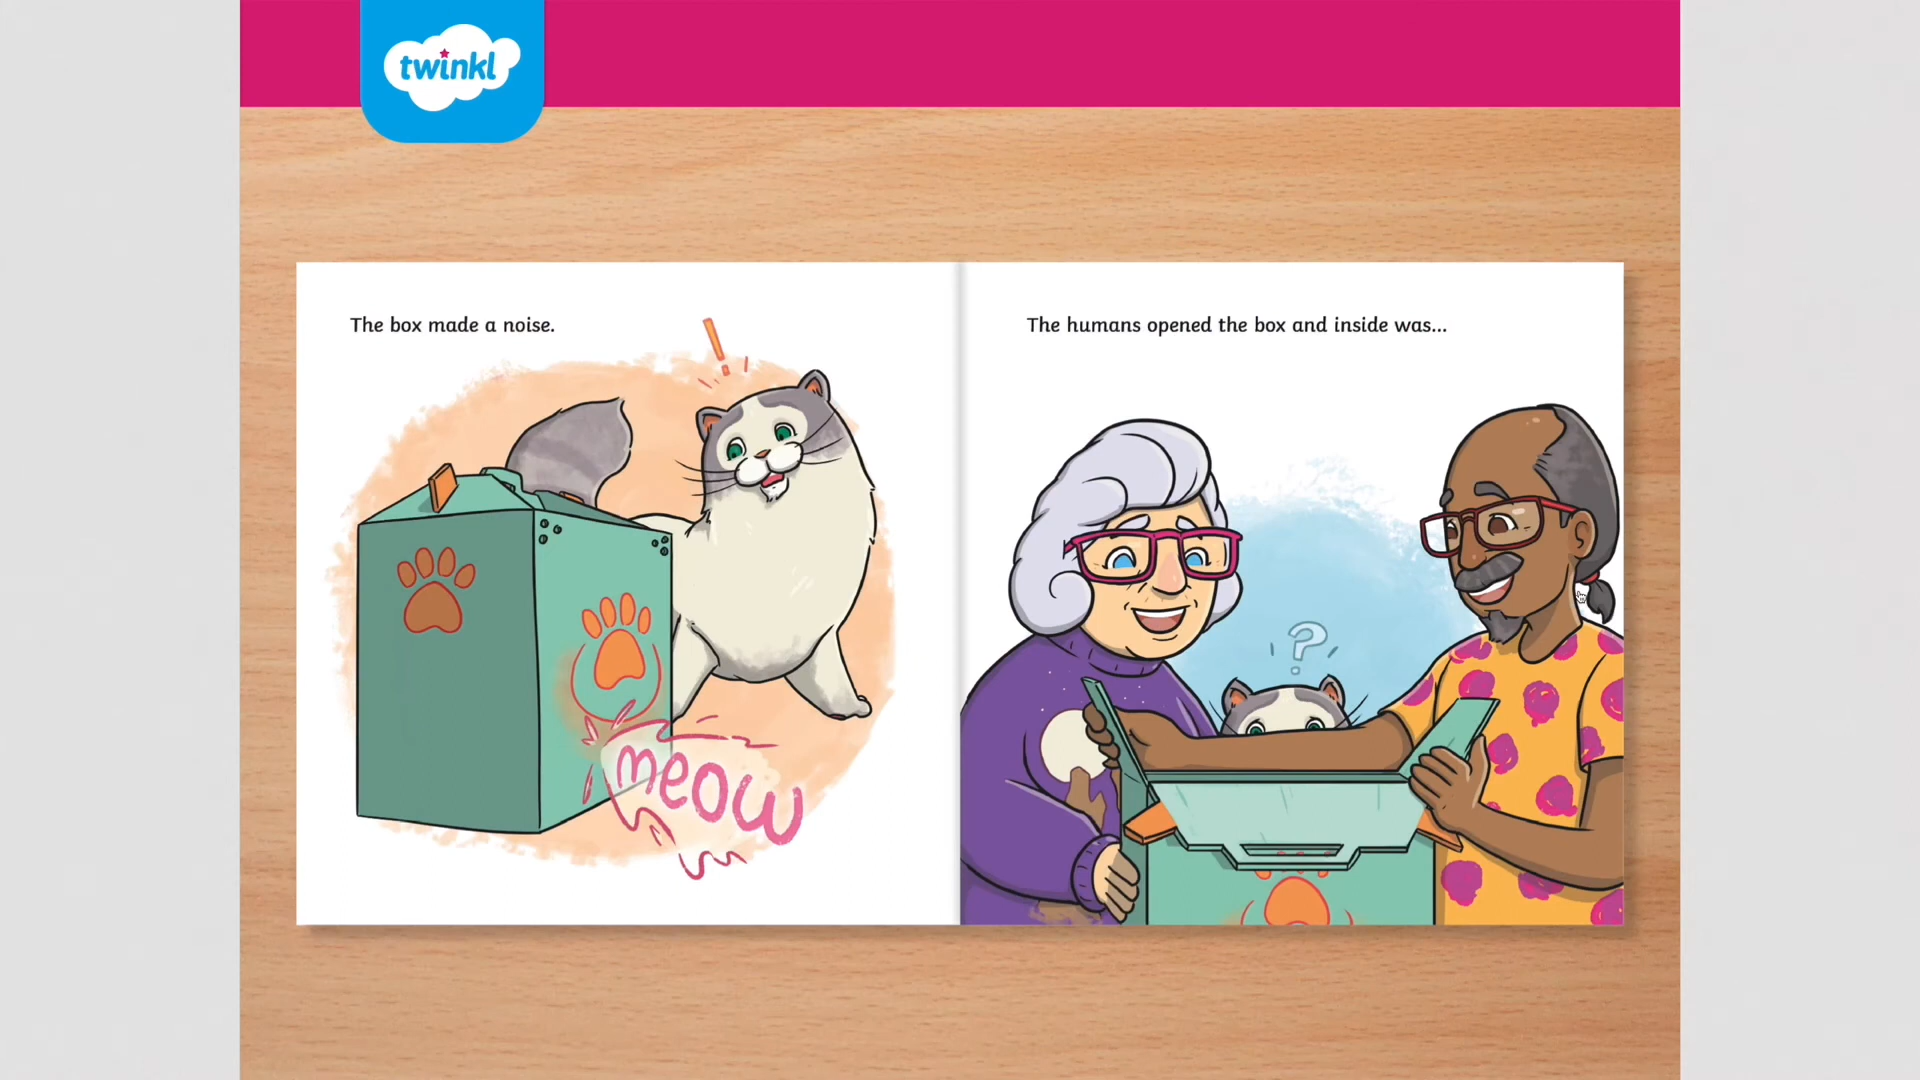 twinkl
The box made a noise.
!
meow
The humans opened the box and inside was...
?